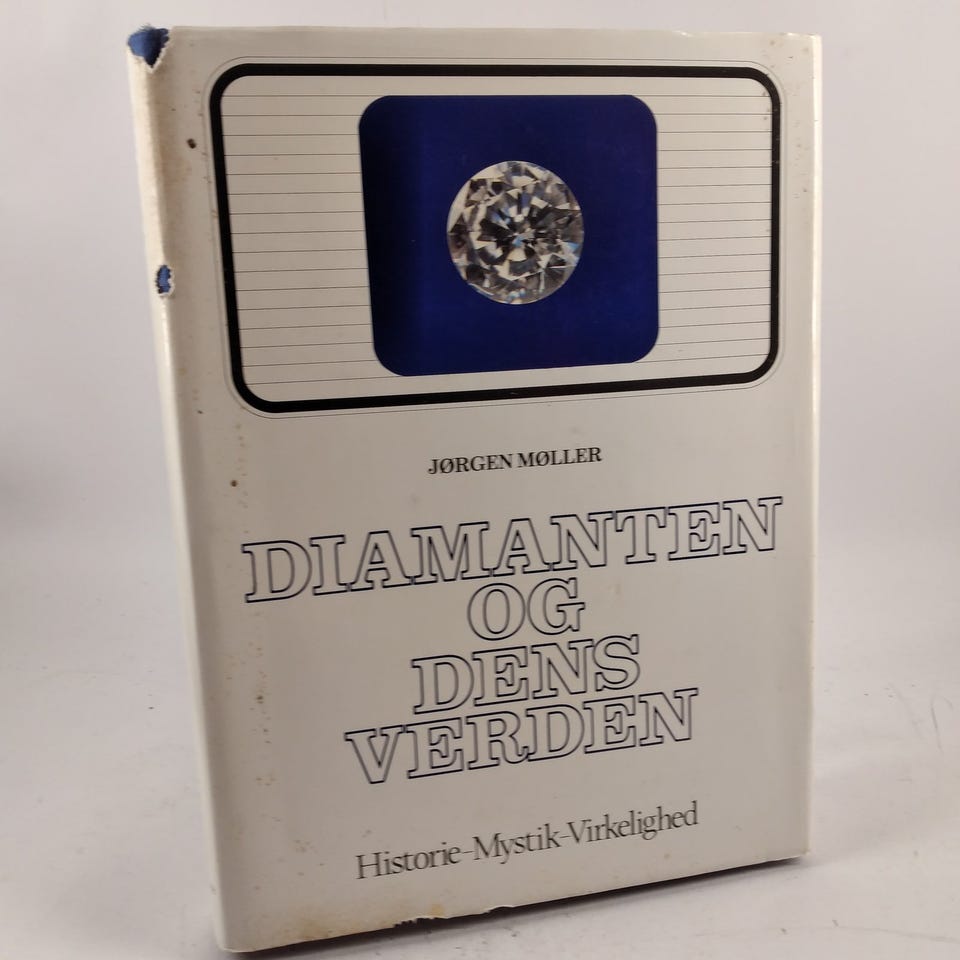 JØRGEN MØLLER
DIAMANTEN
OG
DENS
VERDEN
Historie-Mystik-Virkelighed